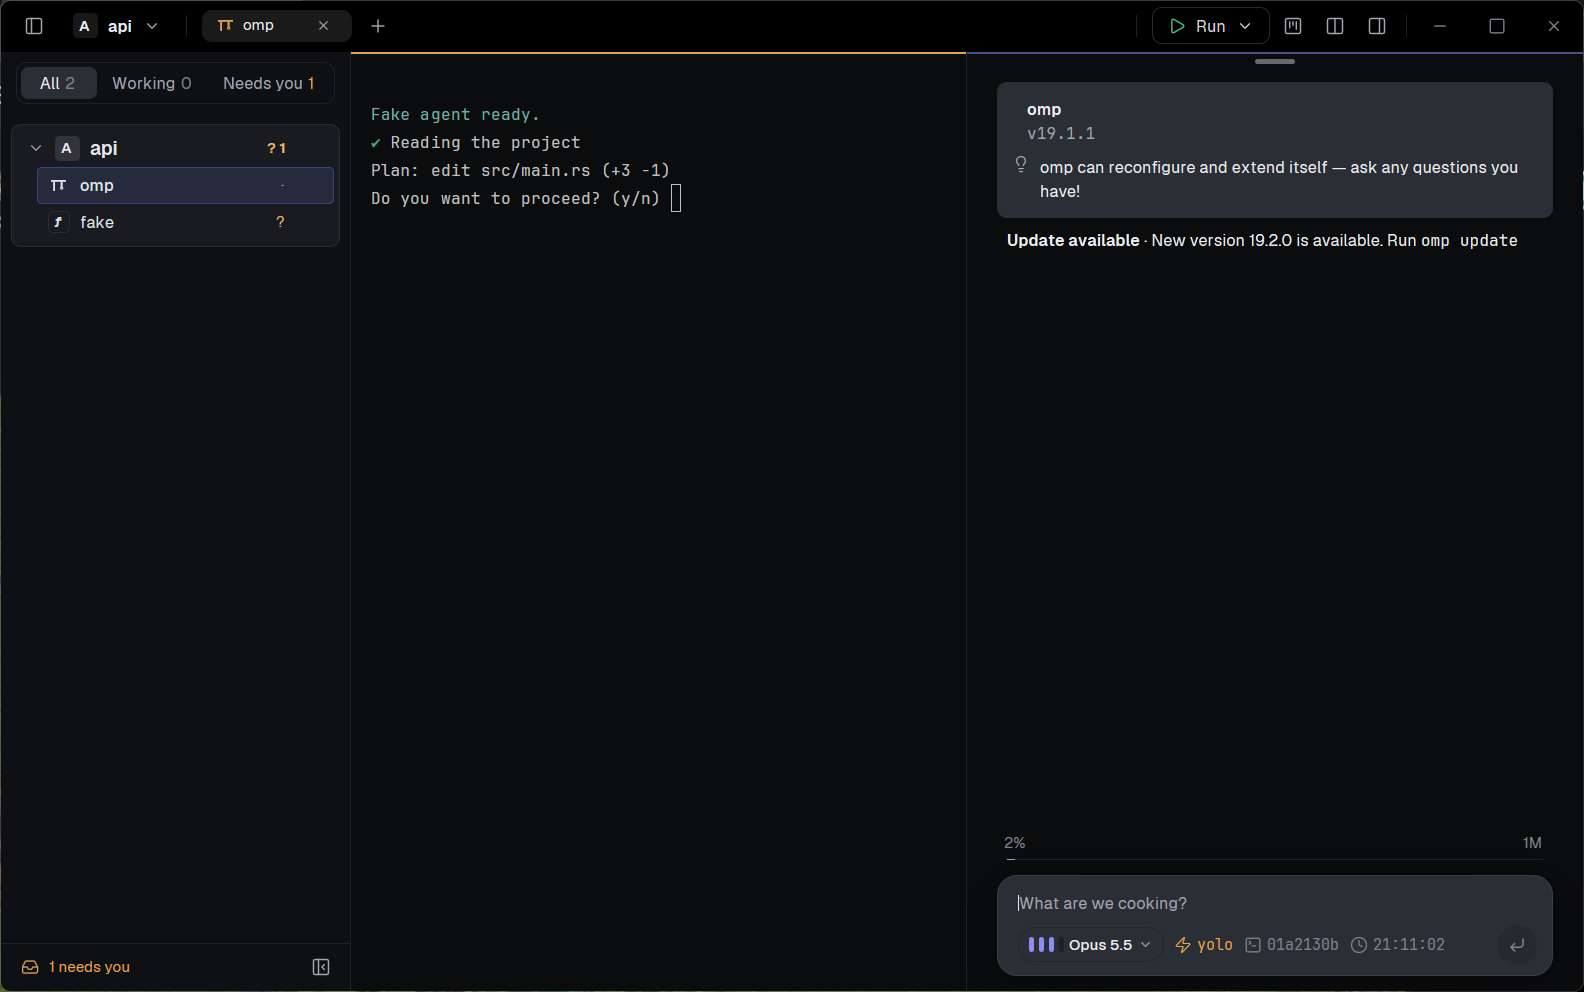 A api
omp
Run
All 2 Working 0 Needs you 1
A api ? 1
omp -
f fake ?
1 needs you
Fake agent ready.
✔ Reading the project
Plan: edit src/main.rs (+3 -1)
Do you want to proceed? (y/n)
omp
v19.1.1
omp can reconfigure and extend itself — ask any questions you
have!
Update available · New version 19.2.0 is available. Run omp update
2% 1M
What are we cooking?
Opus 5.5 yolo 01a2130b 21:11:02